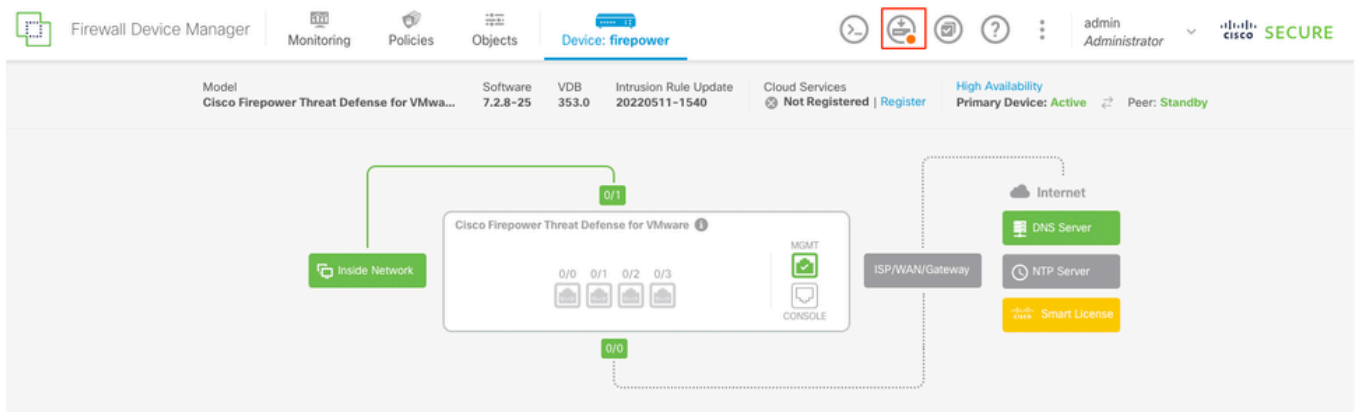 Firewall Device Manager
Monitoring
Policies
Objects
Device: firepower
admin
Administrator
cisco SECURE
Model
Cisco Firepower Threat Defense for VMwa...
Software
7.2.8-25
VDB
353.0
Intrusion Rule Update
20220511-1540
Cloud Services
Not Registered | Register
High Availability
Primary Device: Active
Peer: Standby
0/1
Internet
Cisco Firepower Threat Defense for VMware
DNS Server
MGMT
Inside Network
0/0 0/1 0/2 0/3
ISP/WAN/Gateway
NTP Server
CONSOLE
cisco Smart License
0/0